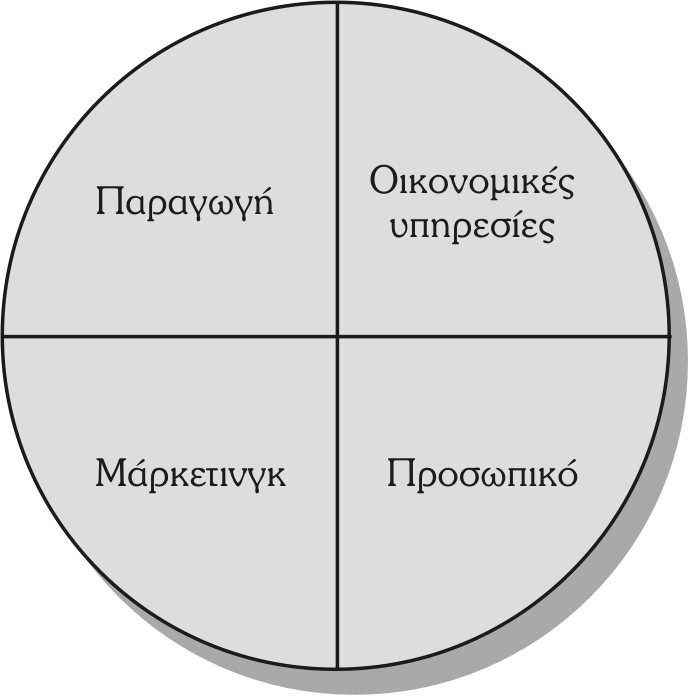 Παραγωγή
Οικονομικές
υπηρεσίες
Μάρκετινγκ
Προσωπικό